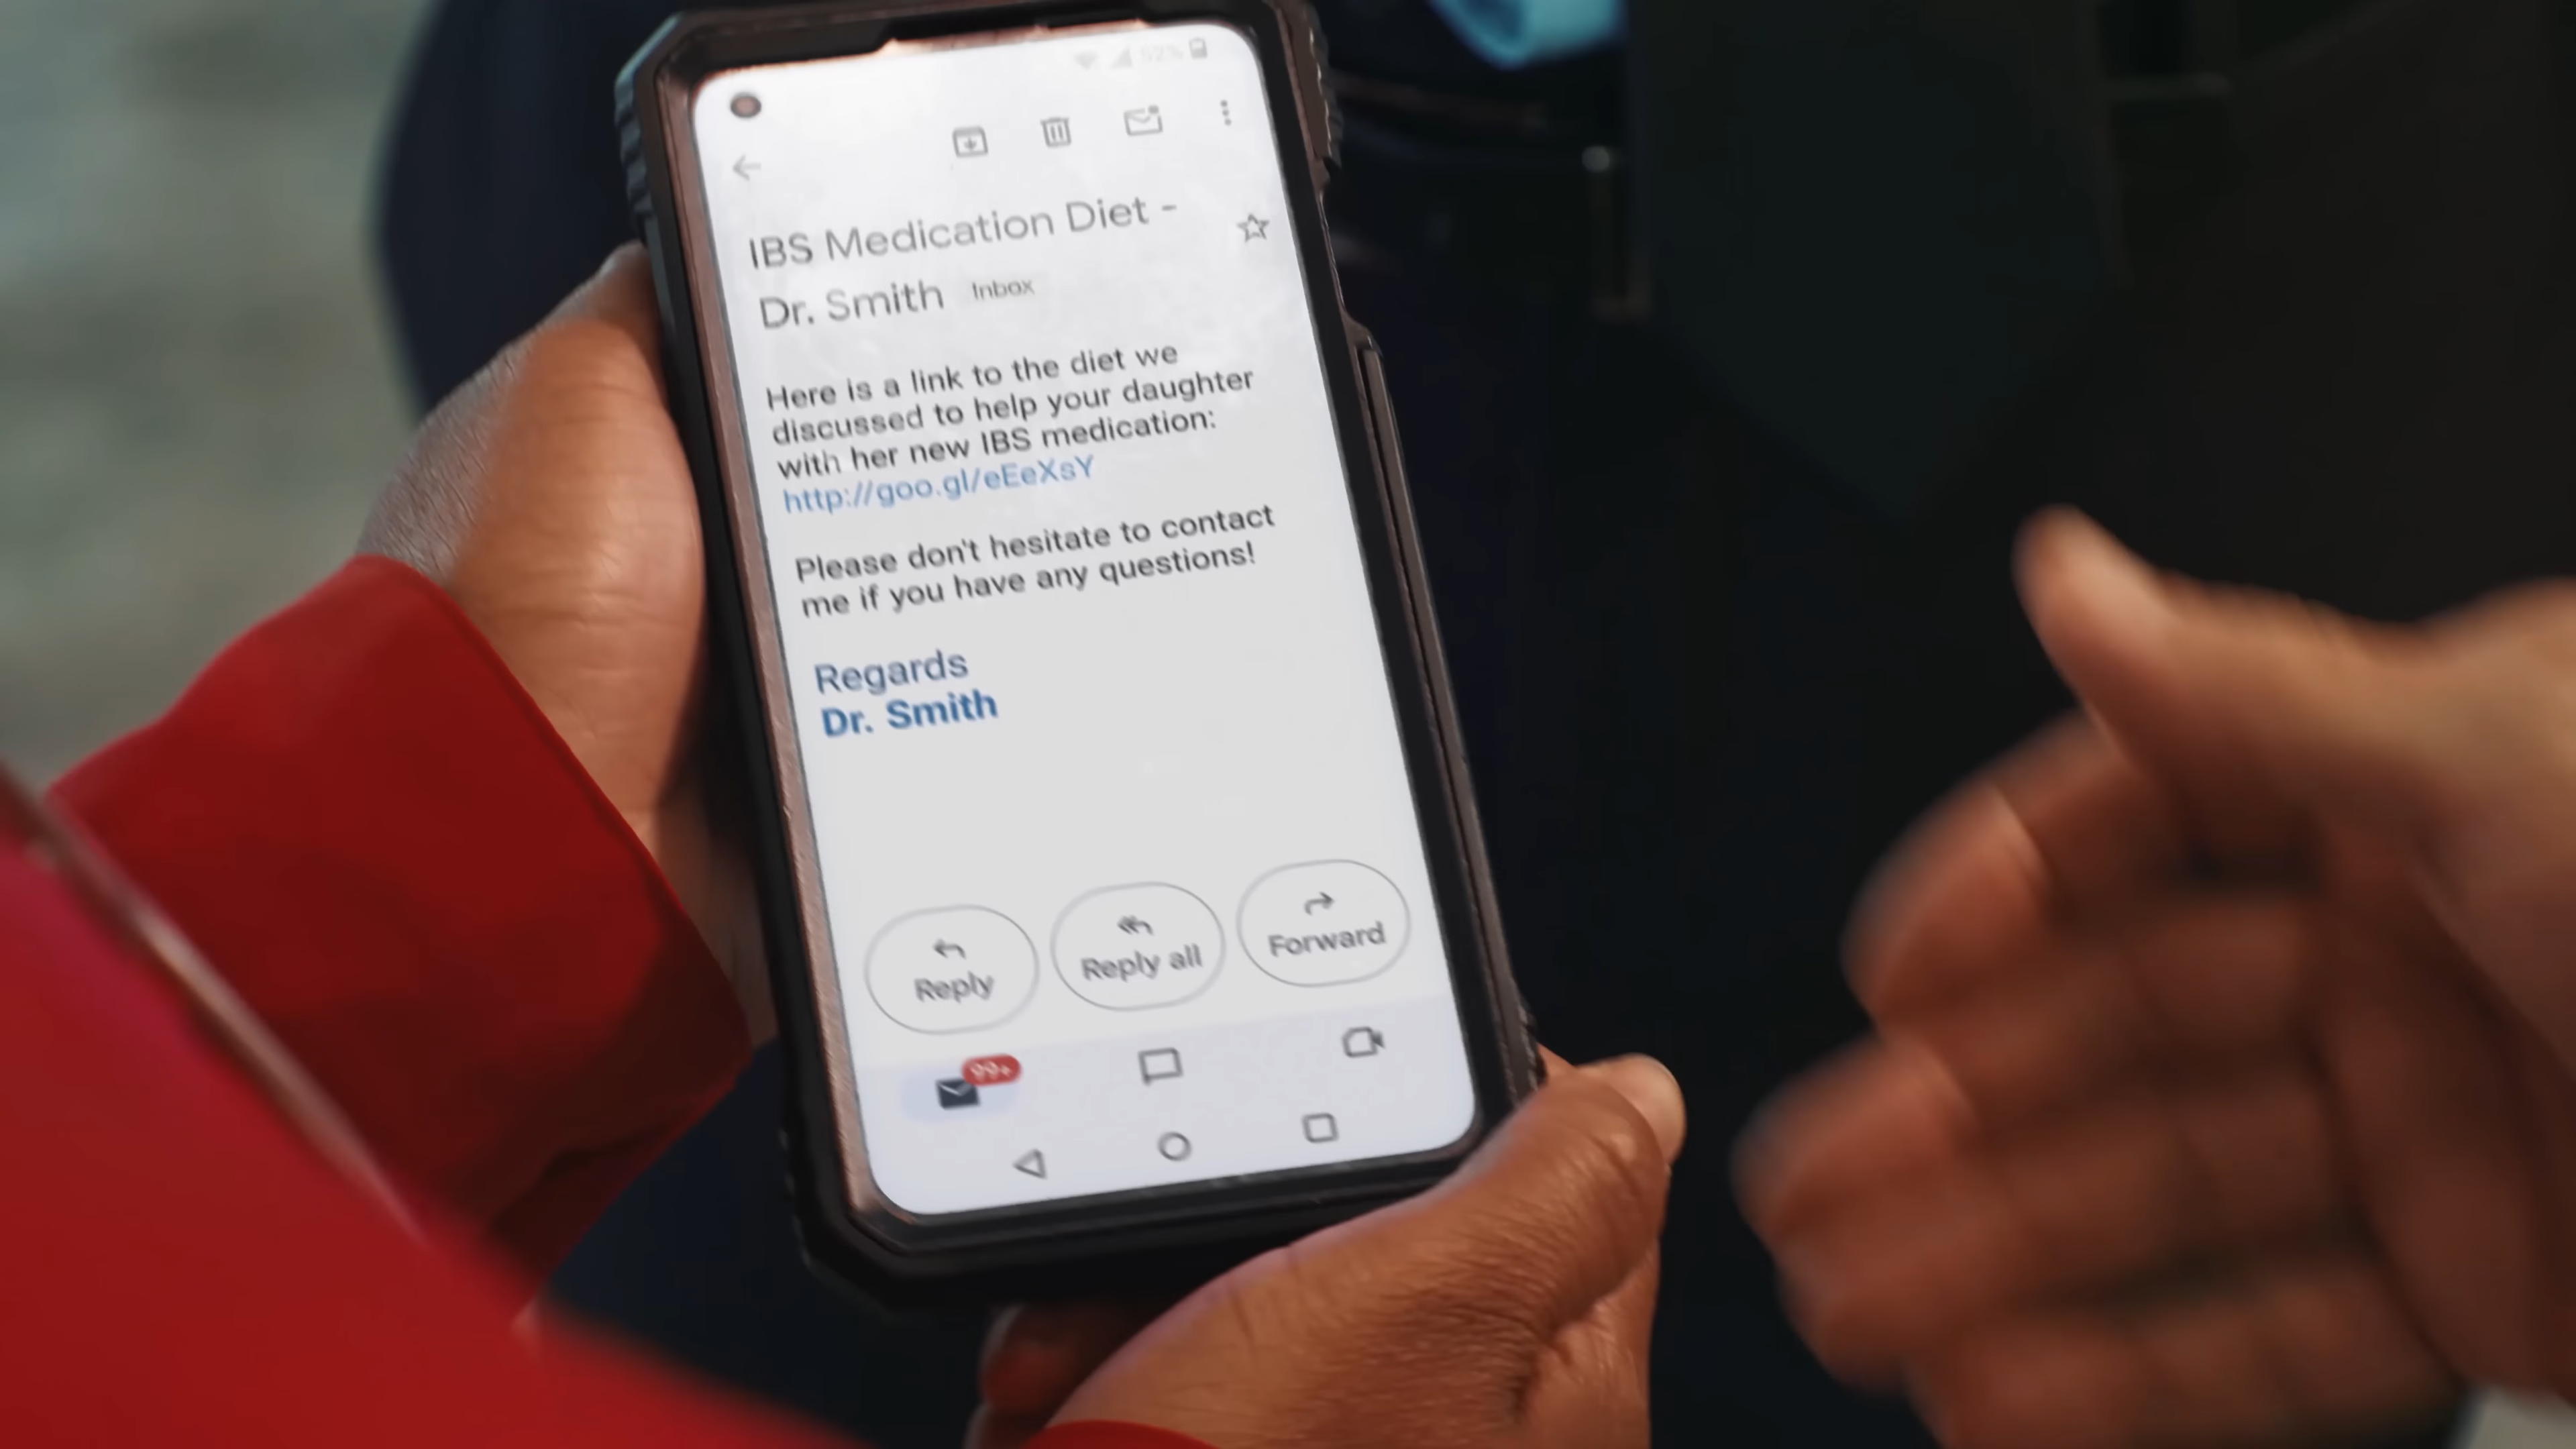 52%
IBS Medication Diet -
Dr. Smith Inbox
Here is a link to the diet we
discussed to help your daughter
with her new IBS medication:
http://goo.gl/eEeXsY
Please don't hesitate to contact
me if you have any questions!
Regards
Dr. Smith
Reply Reply all Forward
99+